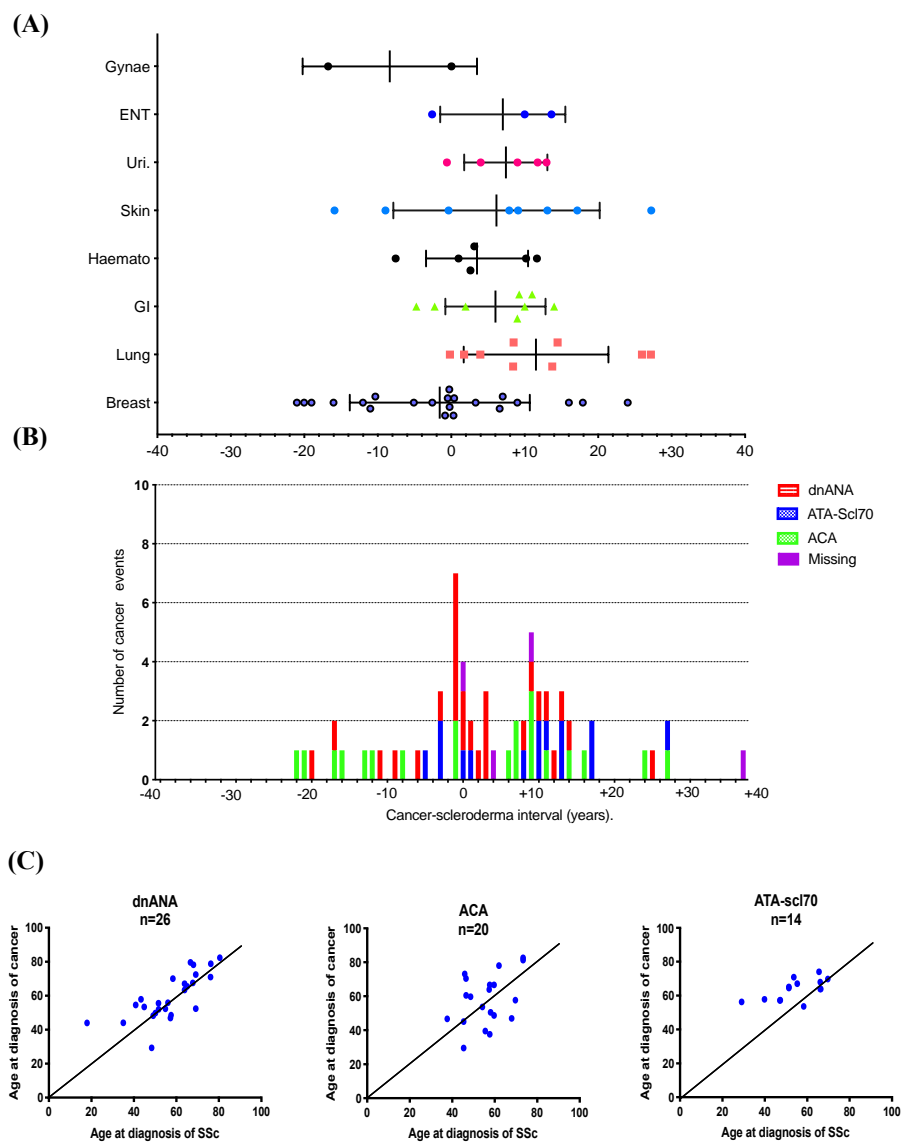 (A)
Gynae
ENT
Uri.
Skin
Haemato
GI
Lung
Breast
-40 -30 -20 -10 0 +10 20 +30 40
(B)
10
8
6
4
2
0
Number of cancer events
dnANA
ATA-Scl70
ACA
Missing
-40 -30 -20 -10 0 +10 +20 +30 +40
Cancer-scleroderma interval (years).
(C)
dnANA
n=26
100
80
60
40
20
0
Age at diagnosis of cancer
0 20 40 60 80 100
Age at diagnosis of SSc
ACA
n=20
100
80
60
40
20
0
Age at diagnosis of cancer
0 20 40 60 80 100
Age at diagnosis of SSc
ATA-scl70
n=14
100
80
60
40
20
0
Age at diagnosis of cancer
0 20 40 60 80 100
Age at diagnosis of SSc